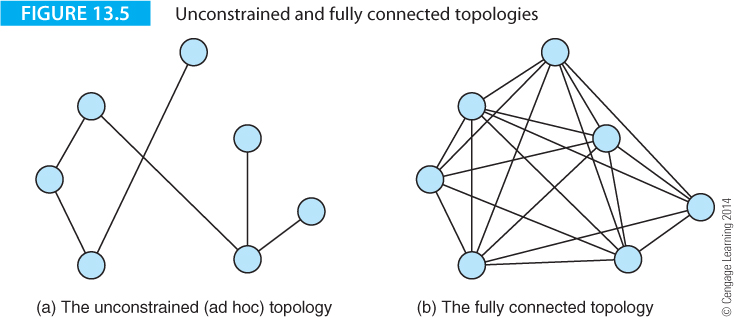 FIGURE 13.5 Unconstrained and fully connected topologies
(a) The unconstrained (ad hoc) topology
(b) The fully connected topology
© Cengage Learning 2014